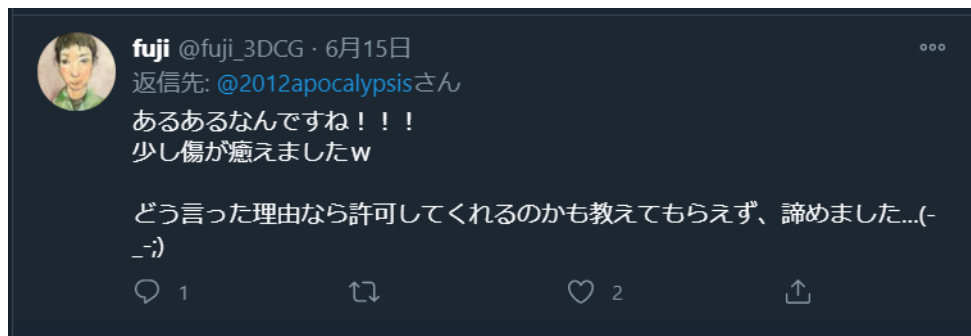 fuji @fuji_3DCG · 6月15日
返信先: @2012apocalypsisさん
あるあるなんですね！！！
少し傷が癒えましたｗ
どう言った理由なら許可してくれるのかも教えてもらえず、諦めました...(-
_-;)
1
2